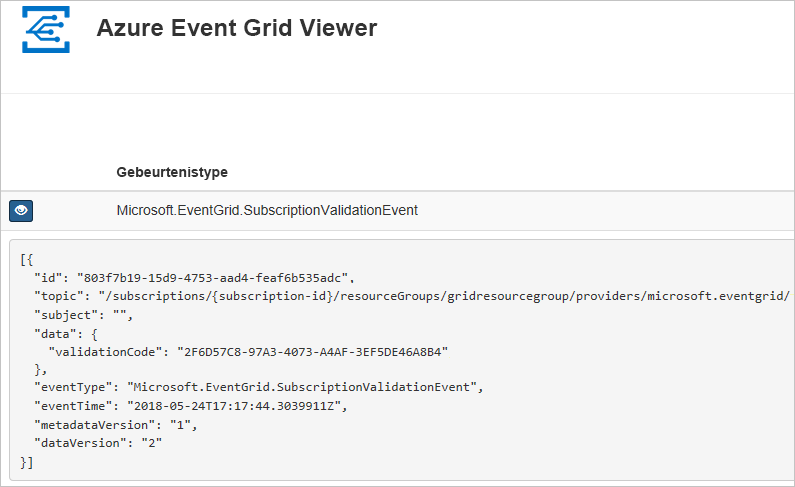 Azure Event Grid Viewer
Gebeurtenistype
Microsoft.EventGrid.SubscriptionValidationEvent
[{
"id": "803f7b19-15d9-4753-aad4-feaf6b535adc",
"topic": "/subscriptions/{subscription-id}/resourceGroups/gridresourcegroup/providers/microsoft.eventgrid/
"subject": "",
"data": {
"validationCode": "2F6D57C8-97A3-4073-A4AF-3EF5DE46A8B4"
},
"eventType": "Microsoft.EventGrid.SubscriptionValidationEvent",
"eventTime": "2018-05-24T17:17:44.3039911Z",
"metadataVersion": "1",
"dataVersion": "2"
}]